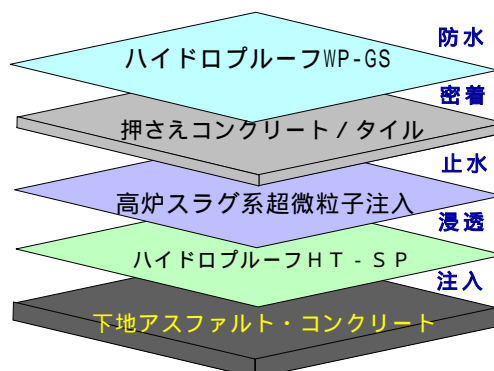 防水
ハイドロプルーフWP-GS
密着
押さえコンクリート/タイル
止水
高炉スラグ系超微粒子注入
浸透
ハイドロプルーフHT-SP
注入
下地アスファルト・コンクリート